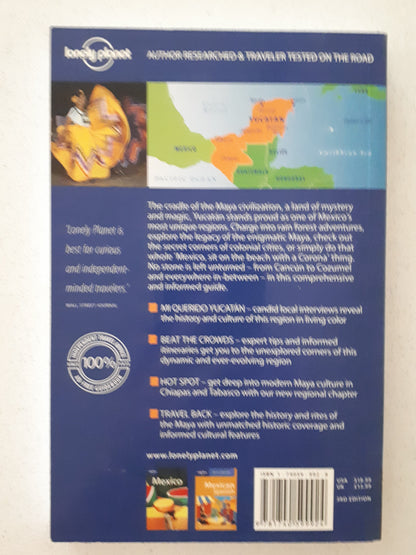 lonely planet
AUTHOR RESEARCHED & TRAVELER TESTED ON THE ROAD
MEXICO
YUCATÁN
BELIZE
GUATEMALA
HONDURAS
PACIFIC OCEAN
The cradle of the Maya civilization, a land of mystery
and magic, Yucatán stands proud as one of Mexico's
most unique regions. Charge into rain forest adventures,
explore the legacy of the enigmatic Maya, check out
the secret corners of colonial cities, or simply do that
whole 'Mexico, sit on the beach with a Corona' thing.
No stone is left unturned – from Cancún to Cozumel
and everywhere in-between – in this comprehensive
and informed guide.
'Lonely Planet is
best for curious
and independent-
minded travelers.'
WALL STREET JOURNAL
MI QUERIDO YUCATÁN – candid local interviews reveal
the history and culture of this region in living color
BEAT THE CROWDS – expert tips and informed
itineraries get you to the unexplored corners of this
dynamic and ever-evolving region
HOT SPOT – get deep into modern Maya culture in
Chiapas and Tabasco with our new regional chapter
TRAVEL BACK – explore the history and rites of
the Maya with unmatched historic coverage and
informed cultural features
100%
www.lonelyplanet.com
Mexico
Mexican
Spanish
USA $19.99
3RD EDITION